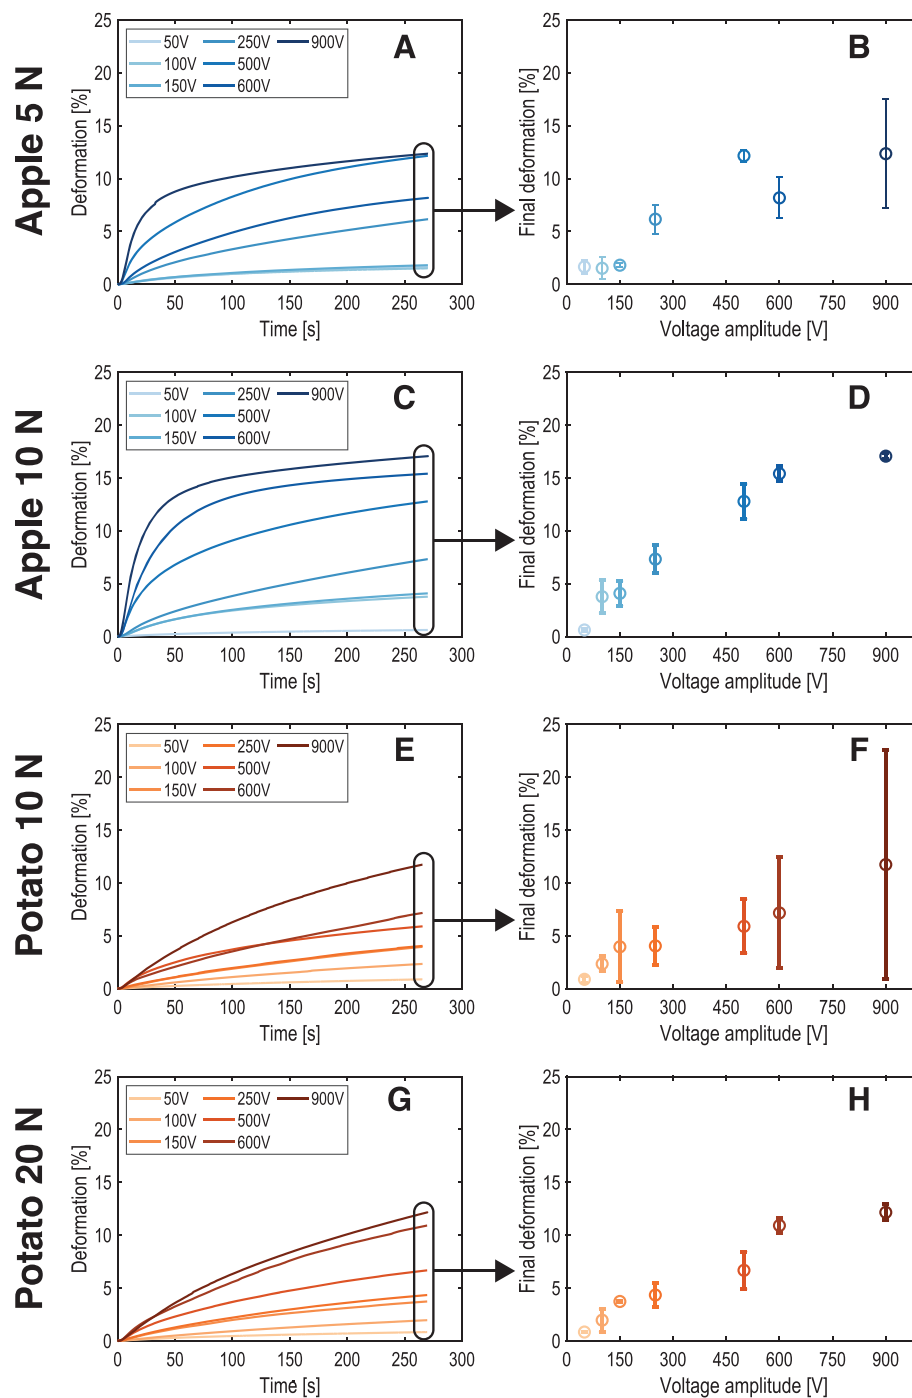 Apple 5 N
Deformation [%]
25
20
15
10
5
0
50V 250V 900V
100V 500V
150V 600V
A
0 50 100 150 200 250 300
Time [s]
Final deformation [%]
25
20
15
10
5
0
B
0 150 300 450 600 750 900
Voltage amplitude [V]
Apple 10 N
Deformation [%]
25
20
15
10
5
0
50V 250V 900V
100V 500V
150V 600V
C
0 50 100 150 200 250 300
Time [s]
Final deformation [%]
25
20
15
10
5
0
D
0 150 300 450 600 750 900
Voltage amplitude [V]
Potato 10 N
Deformation [%]
25
20
15
10
5
0
50V 250V 900V
100V 500V
150V 600V
E
0 50 100 150 200 250 300
Time [s]
Final deformation [%]
25
20
15
10
5
0
F
0 150 300 450 600 750 900
Voltage amplitude [V]
Potato 20 N
Deformation [%]
25
20
15
10
5
0
50V 250V 900V
100V 500V
150V 600V
G
0 50 100 150 200 250 300
Time [s]
Final deformation [%]
25
20
15
10
5
0
H
0 150 300 450 600 750 900
Voltage amplitude [V]